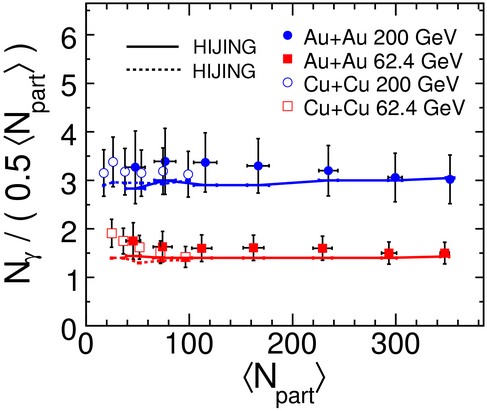 6
5
4
3
2
1
0
N_γ / ( 0.5 ⟨N_part⟩ )
HIJING
HIJING
Au+Au 200 GeV
Au+Au 62.4 GeV
Cu+Cu 200 GeV
Cu+Cu 62.4 GeV
0 100 200 300
⟨N_part⟩